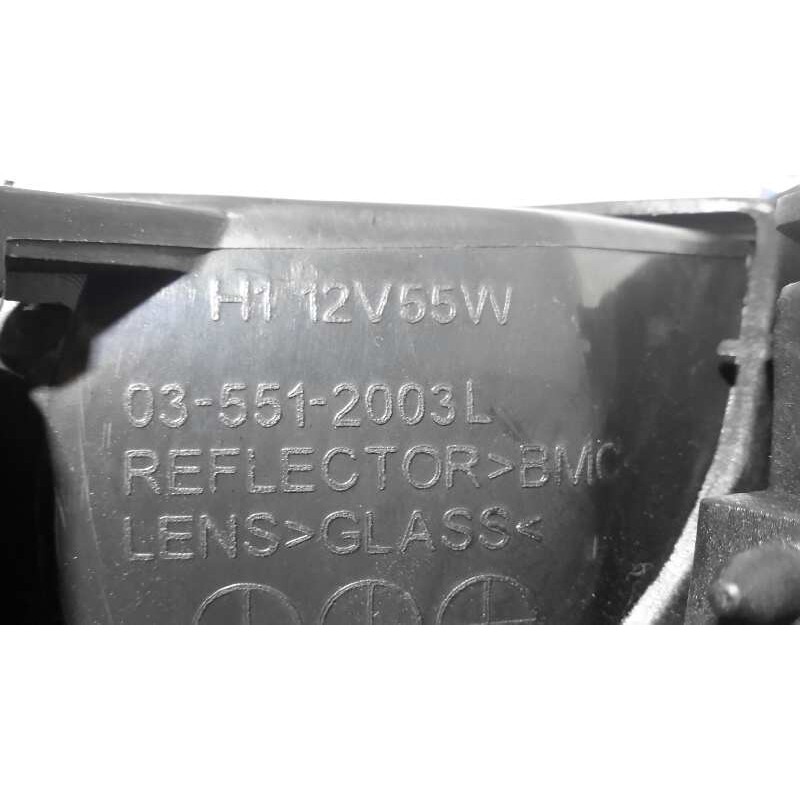 H1 12V55W
03-551-2003L
REFLECTOR>BMC
LENS>GLASS<